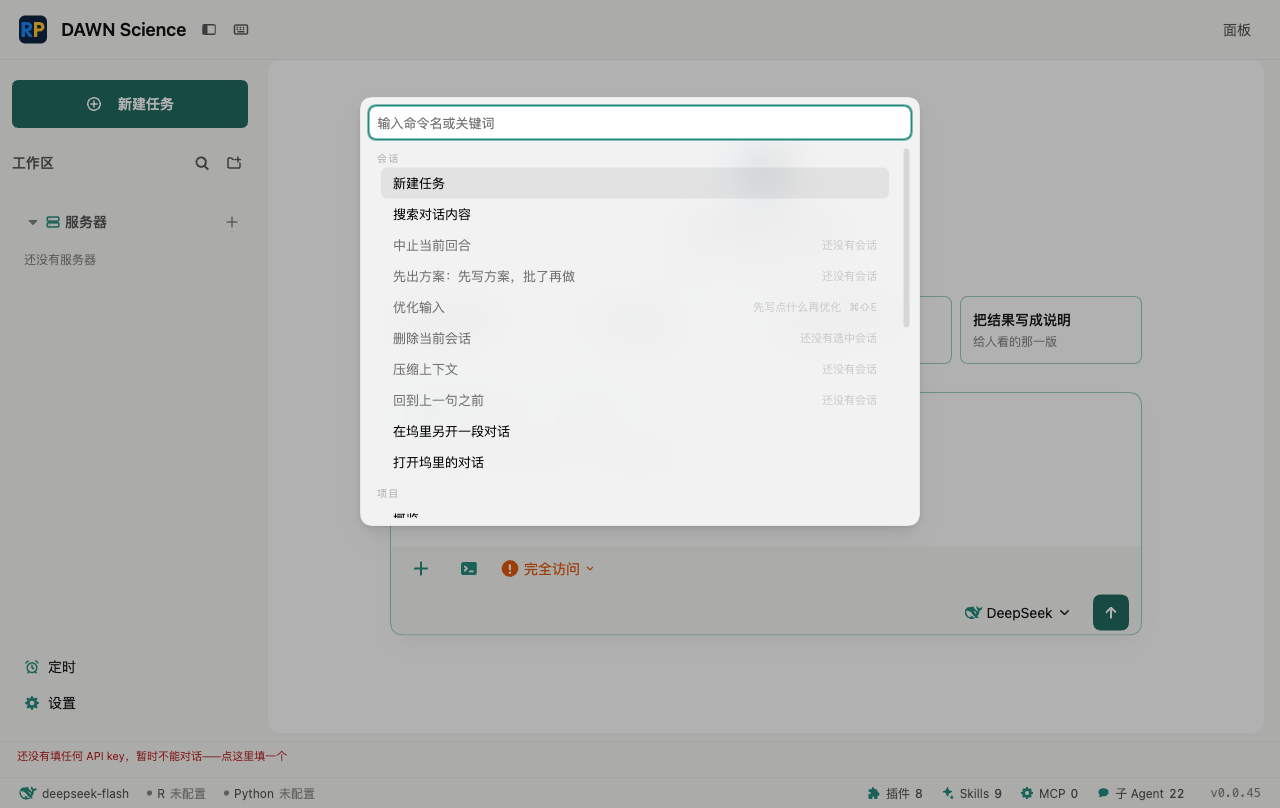 RP DAWN Science
面板
新建任务
工作区
服务器
还没有服务器
输入命令名或关键词
会话
新建任务
搜索对话内容
中止当前回合 还没有会话
先出方案：先写方案，批了再做 还没有会话
优化输入 先写点什么再优化 ⌘⇧E
删除当前会话 还没有选中会话
压缩上下文 还没有会话
回到上一句之前 还没有会话
在坞里另开一段对话
打开坞里的对话
项目
概览
把结果写成说明
给人看的那一版
完全访问
DeepSeek
定时
设置
还没有填任何 API key，暂时不能对话——点这里填一个
deepseek-flash R 未配置 Python 未配置 插件 8 Skills 9 MCP 0 子 Agent 22 v0.0.45